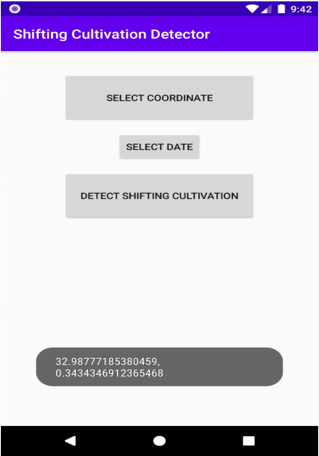 9:42
Shifting Cultivation Detector
SELECT COORDINATE
SELECT DATE
DETECT SHIFTING CULTIVATION
32.98777185380459,
0.3434346912365468